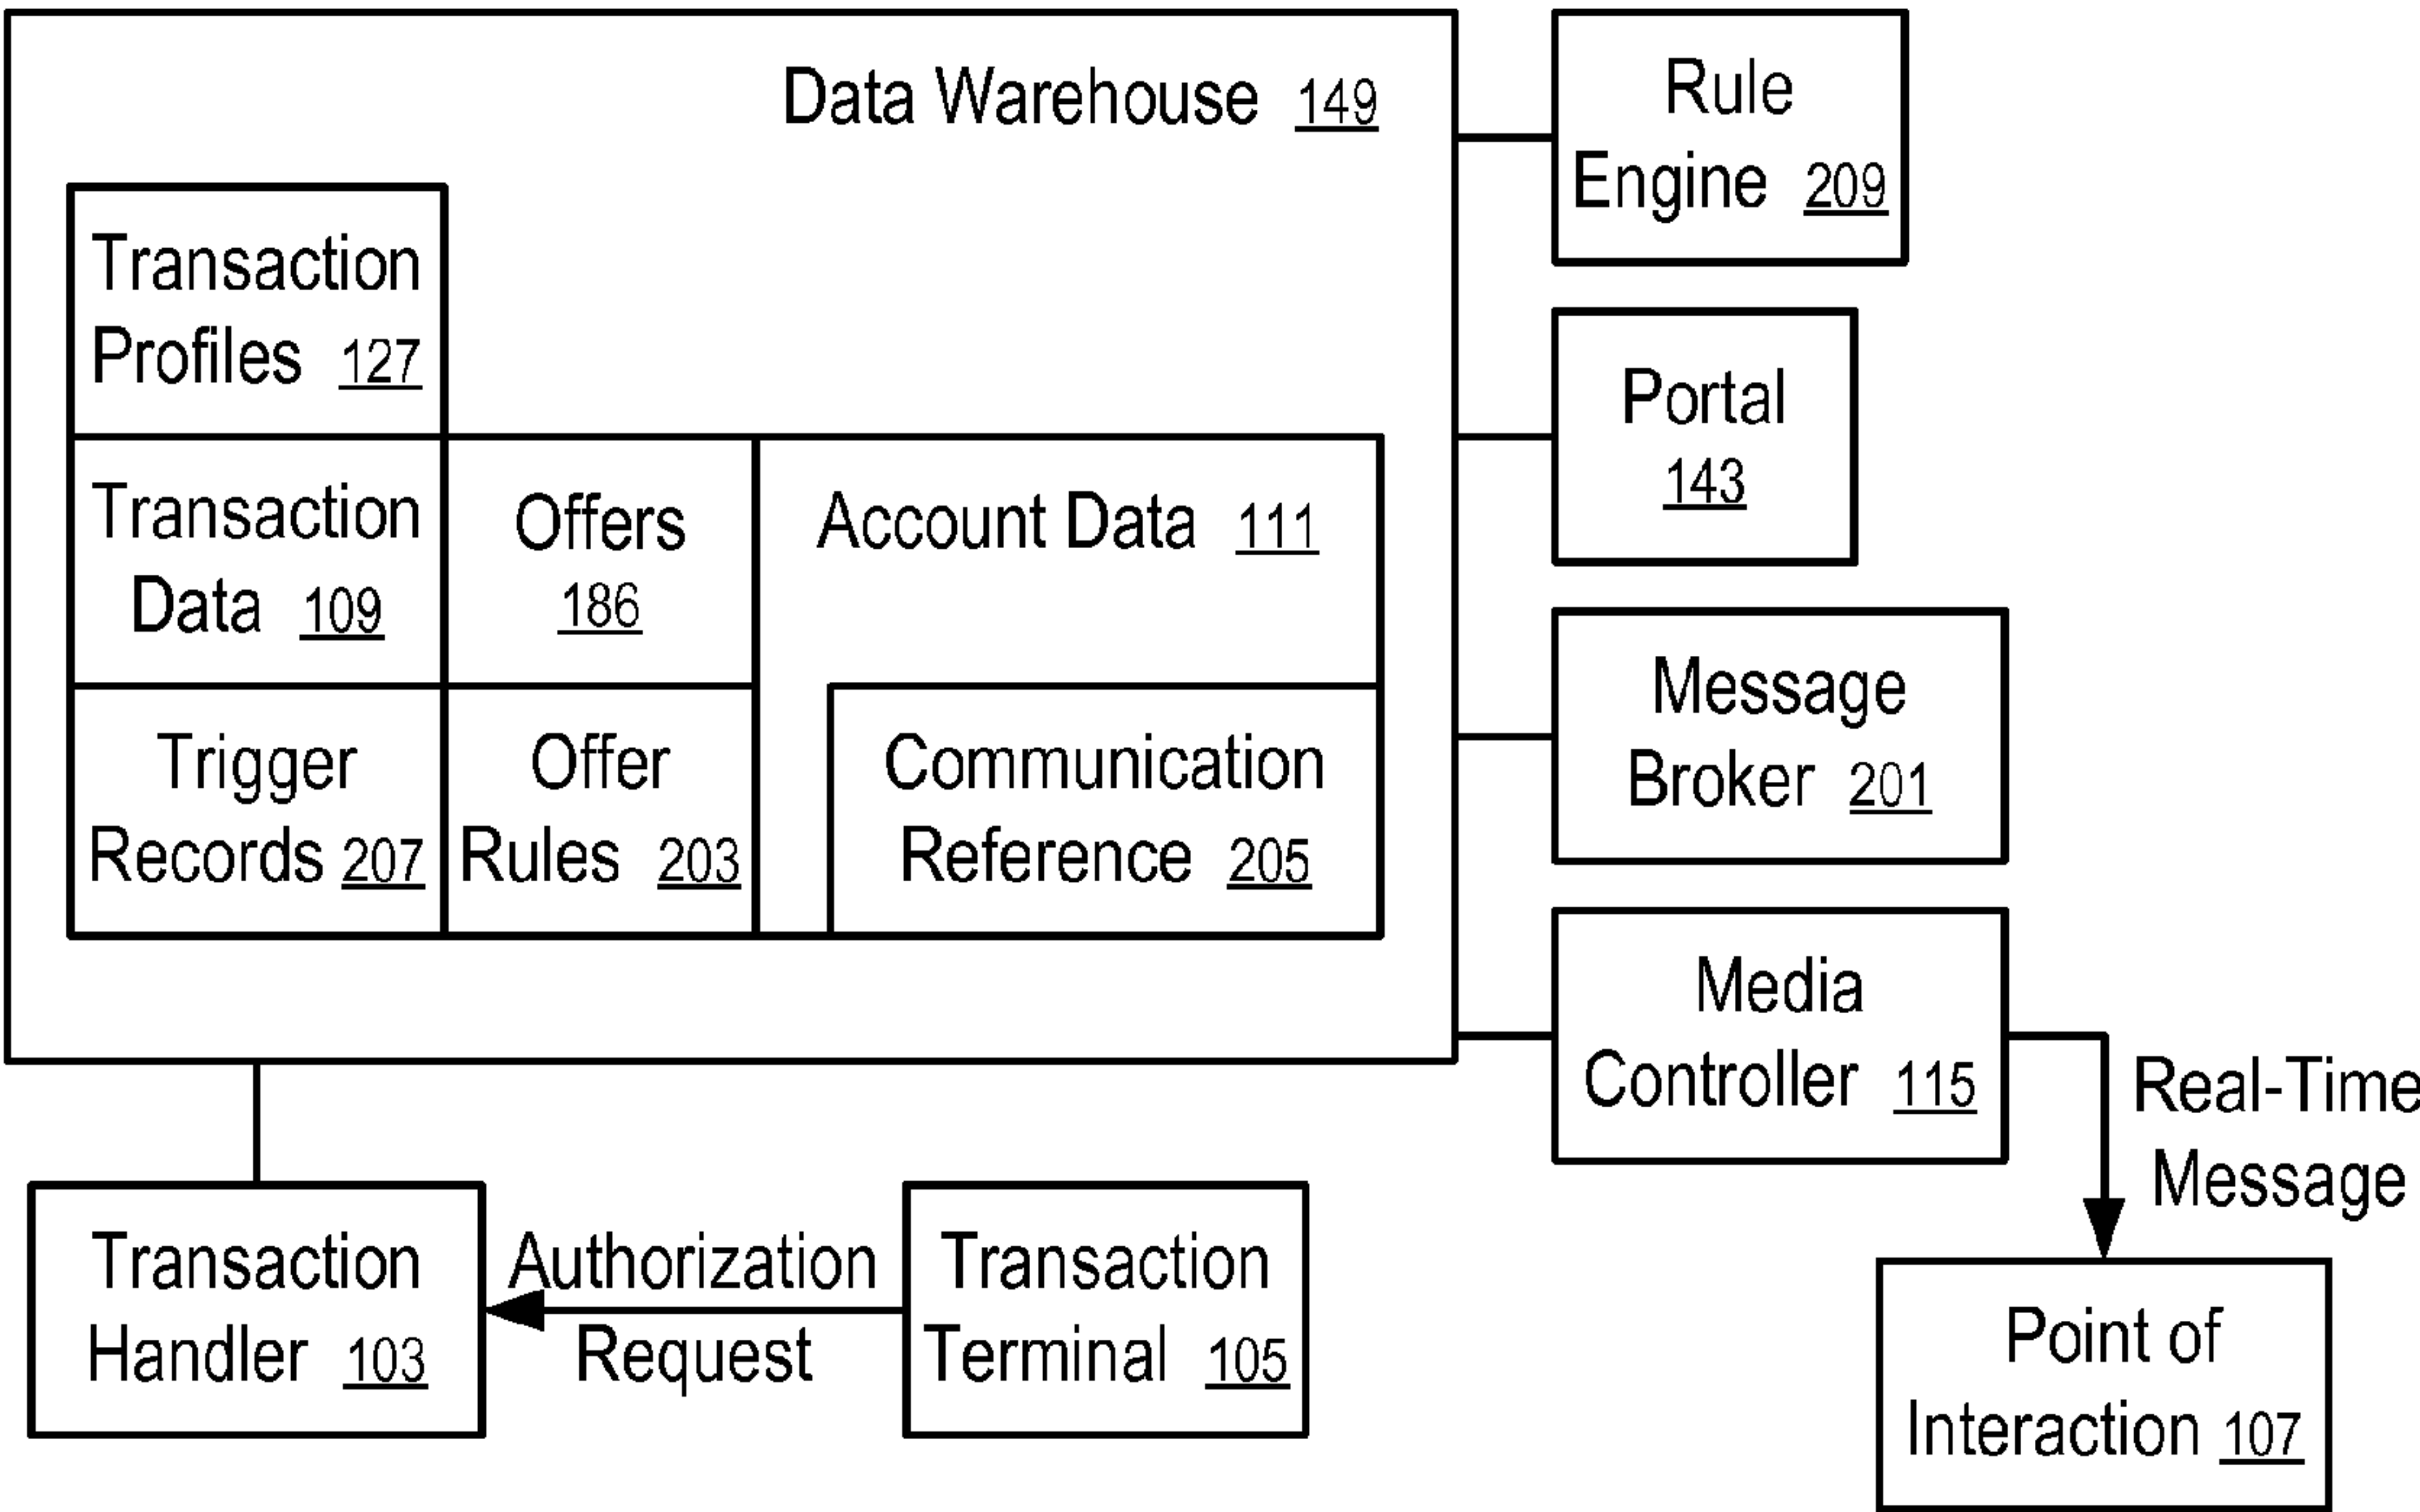 Data Warehouse 149
Transaction
Profiles 127
Transaction
Data 109
Offers
186
Account Data 111
Trigger
Records 207
Offer
Rules 203
Communication
Reference 205
Rule
Engine 209
Portal
143
Message
Broker 201
Media
Controller 115
Real-Time
Message
Transaction
Handler 103
Authorization
Request
Transaction
Terminal 105
Point of
Interaction 107